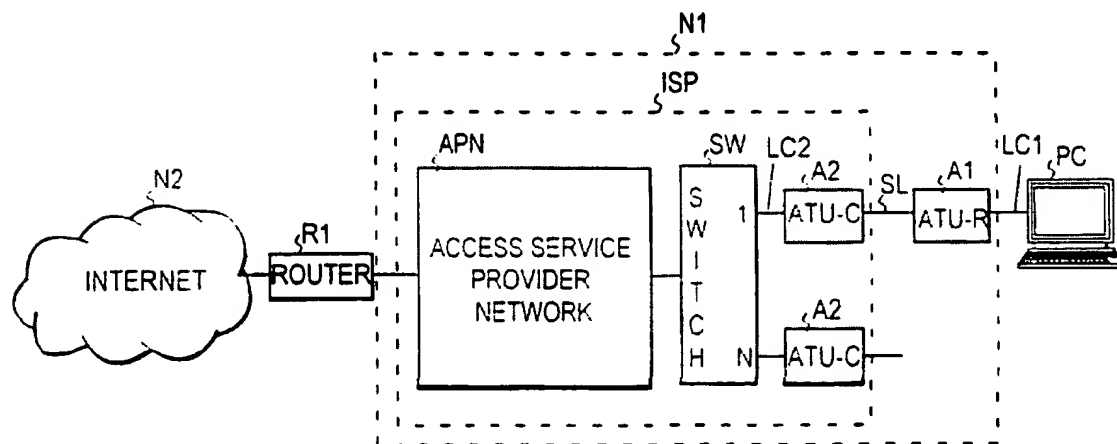 N1
ISP
APN
SW
LC2
A2
SL
A1
LC1
PC
N2
R1
INTERNET
ROUTER
ACCESS SERVICE
PROVIDER
NETWORK
SWITCH
1
N
ATU-C
ATU-R
A2
ATU-C